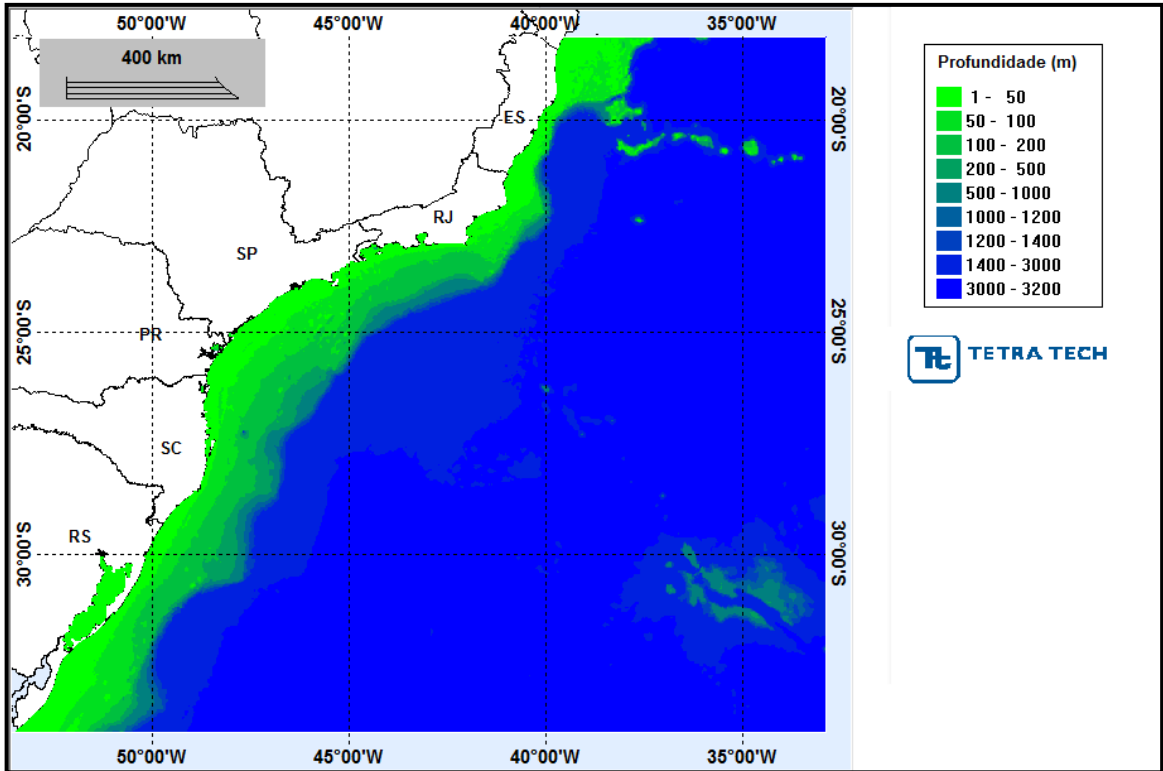 50°00'W 45°00'W 40°00'W 35°00'W
400 km
20°00'S
20°00'S
ES
RJ
SP
25°00'S
25°00'S
PR
SC
RS
30°00'S
30°00'S
50°00'W 45°00'W 40°00'W 35°00'W
Profundidade (m)
1 - 50
50 - 100
100 - 200
200 - 500
500 - 1000
1000 - 1200
1200 - 1400
1400 - 3000
3000 - 3200
Tt TETRA TECH